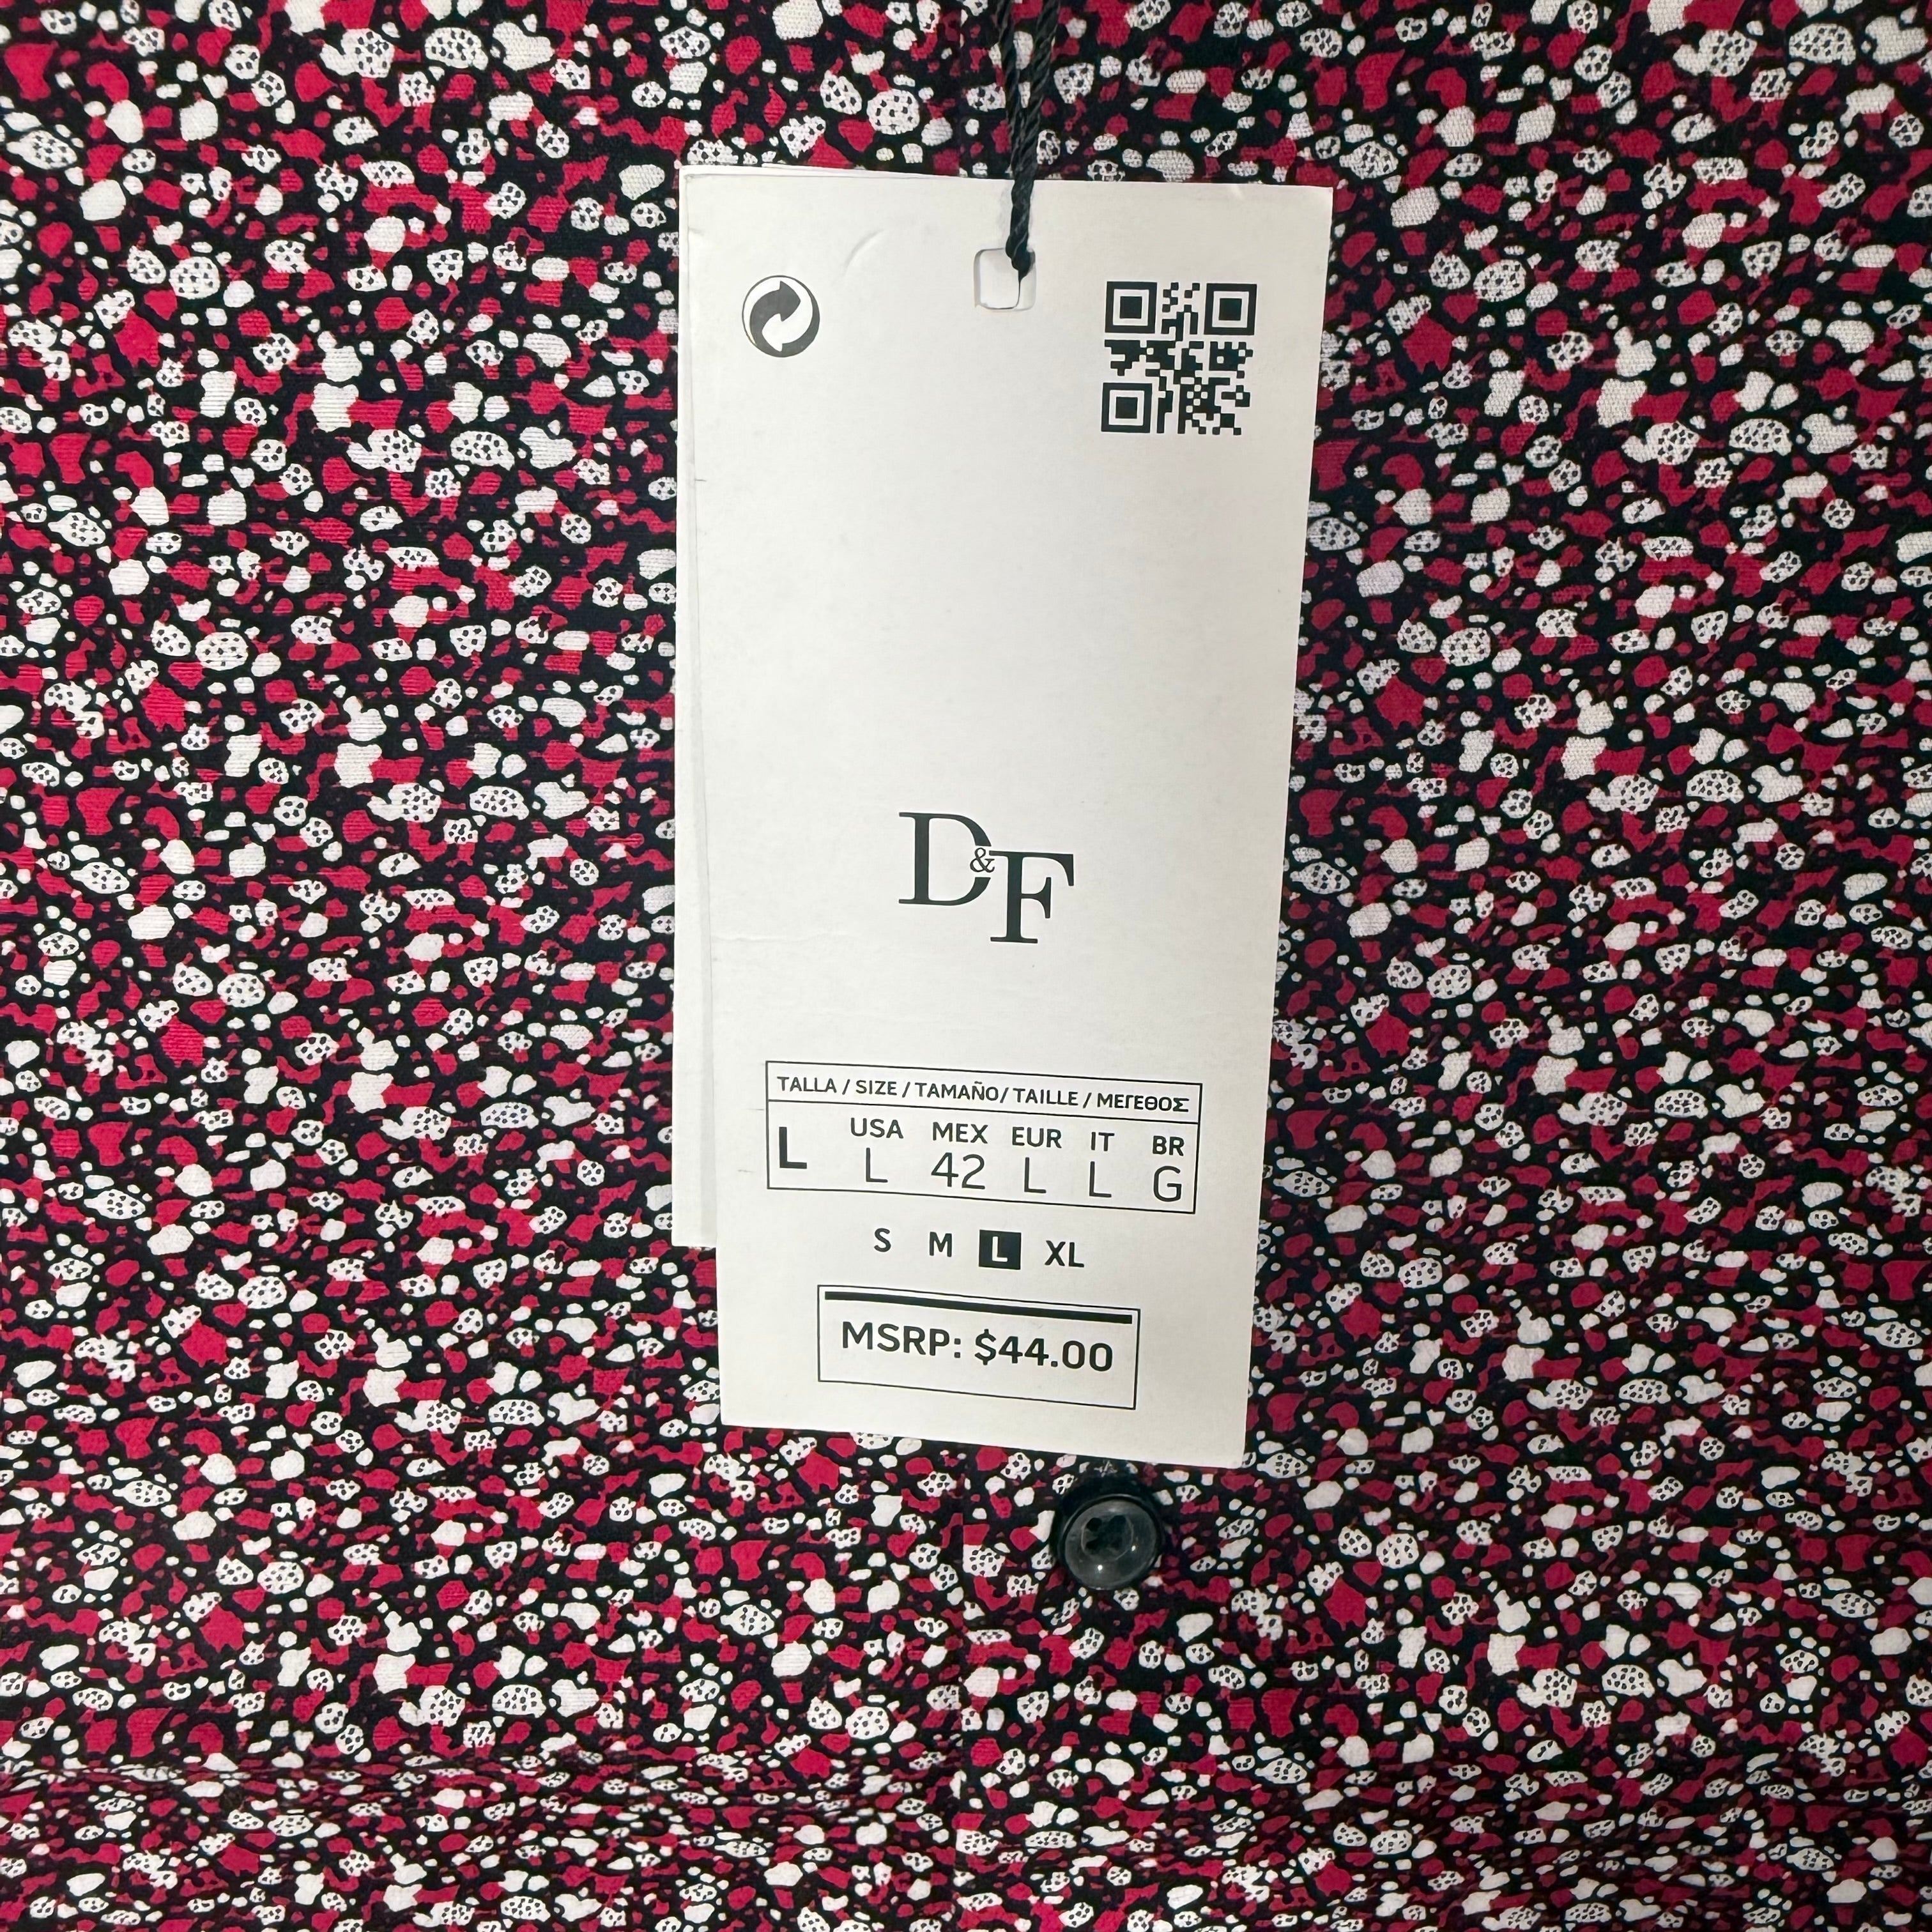 D&F
TALLA / SIZE / TAMAÑO/ TAILLE / ΜΕΓΕΘΟΣ
L USA MEX EUR IT BR
L 42 L L G
S M L XL
MSRP: $44.00